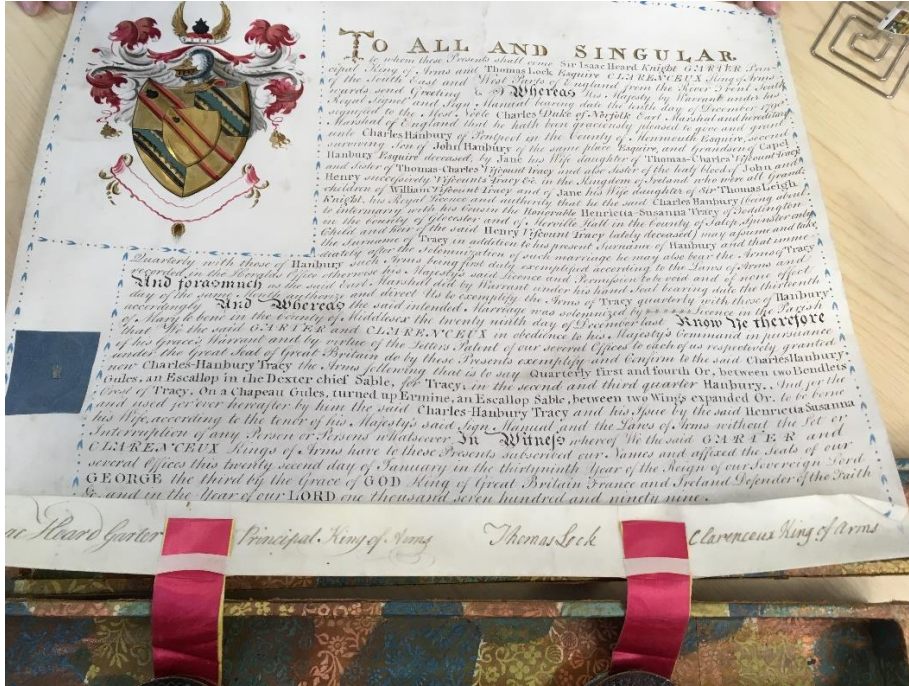 TO ALL AND SINGULAR
to whom these Presents shall come Sir Isaac Heard Knight GARTER Prin-
cipal King of Arms and Thomas Lock Esquire CLARENCEUX King of Arms
of the South East and West Parts of England, from the River Trent South-
wards send Greeting Whereas His Majesty by Warrant under his
Royal Signet and Sign Manual bearing date the tenth day of December 1798
signified to the Most Noble Charles Duke of Norfolk Earl Marshal and hereditary
Marshal of England that he hath been graciously pleased to give and grant
unto Charles Hanbury of Pontpool in the County of Monmouth Esquire, second
surviving Son of John Hanbury of the same place Esquire, and Grandson of Capel
Hanbury Esquire deceased, by Jane his Wife daughter of Thomas-Charles Viscount Tracy
and Sister of Thomas-Charles Viscount Tracy and also Sister of the half blood of John and
Henry successively Viscounts Tracy &c. in the Kingdom of Ireland who were all Grand-
children of William Viscount Tracy and of Jane his Wife daughter of Sir Thomas Leigh
Knight, his Royal licence and authority that he the said Charles Hanbury (being about
to intermarry with his Cousin the Honorable Henrietta-Susanna Tracy of Toddington
in the County of Glocester and of Merville Hall in the County of Salop, Spinster only
Child and Heir of the said Henry Viscount Tracy lately deceased) may assume and take
the Surname of Tracy in addition to his present Surname of Hanbury and that imme
diately after the Solemnization of such marriage he may also bear the Arms of Tracy
Quarterly with those of Hanbury such Arms being first duly exemplified according to the Laws of Arms and
recorded in the Heralds Office otherwise his Majesty's said licence and Permission to be void and of none effect
And forasmuch as the said Earl Marshal did by Warrant under his hand and Seal bearing date the thirteenth
day of the same Month authorize and direct Us to exemplify the Arms of Tracy quarterly with those of Hanbury
accordingly And Whereas the said intended Marriage was solemnized by licence in the Parish
of S. Mary le bone in the County of Middlesex the twenty ninth day of December last Know Ye therefore
that We the said GARTER and CLARENCEUX in obedience to his Majesty's Command in pursuance
of his Grace's Warrant and by virtue of the Letters Patent of our several Offices to each of us respectively granted
under the Great Seal of Great Britain do by these Presents exemplify and Confirm to the said Charles Hanbury-
now Charles-Hanbury Tracy the Arms following that is to say Quarterly first and fourth Or, between two Bendlets
Gules, an Escallop in the Dexter chief Sable, for Tracy, in the second and third quarter Hanbury.. And for the
Crest of Tracy. On a Chapeau Gules, turned up Ermine, an Escallop Sable, between two Wings expanded Or. to be borne
and used for ever hereafter by him the said Charles-Hanbury Tracy and his Issue by the said Henrietta Susanna
his Wife, according to the tenor of his Majesty's said Sign Manual and the Laws of Arms without the Let or
Interruption of any Person or Persons whatsoever In Witness whereof We the said GARTER and
CLARENCEUX Kings of Arms have to these Presents subscribed our Names and affixed the Seals of our
several Offices this twenty second day of January in the thirtyninth Year of the Reign of our Sovereign Lord
GEORGE the third by the Grace of GOD King of Great Britain France and Ireland Defender of the Faith
&c and in the Year of our LORD one thousand seven hundred and ninety nine.
ac Heard Garter Principal King of Arms Thomas Lock Clarenceux King of Arms